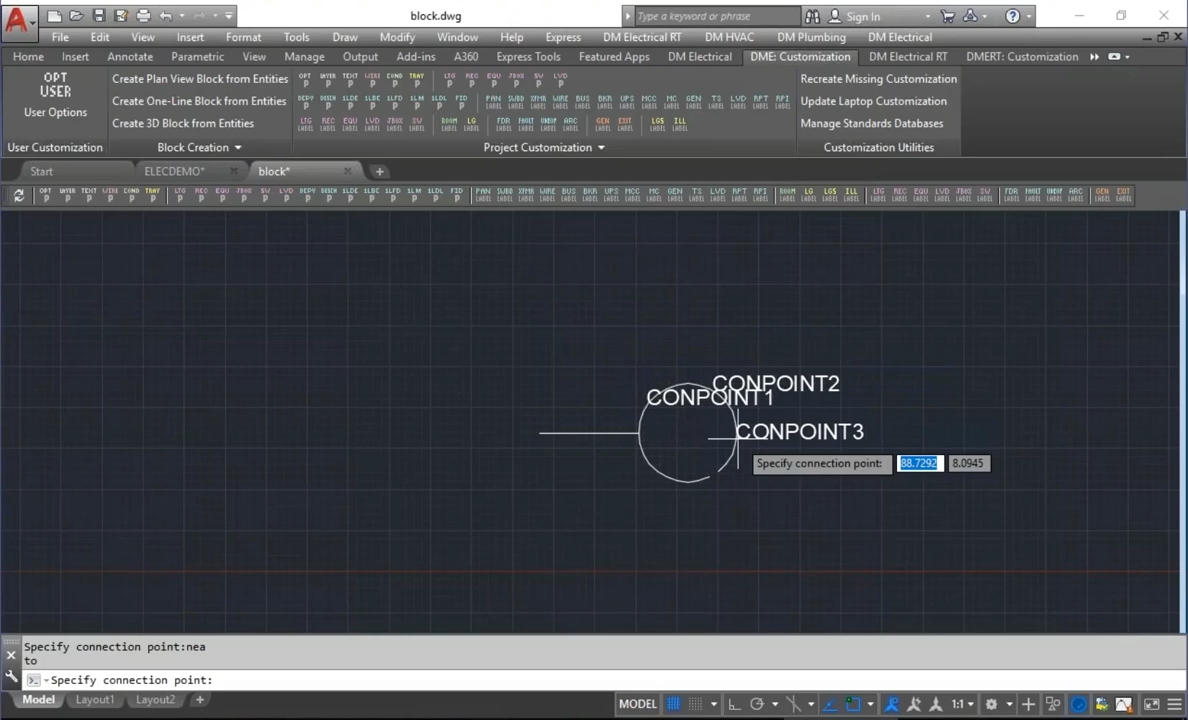 block.dwg
Type a keyword or phrase
Sign In
File Edit View Insert Format Tools Draw Modify Window Help Express DM Electrical RT DM HVAC DM Plumbing DM Electrical
Home Insert Annotate Parametric View Manage Output Add-ins A360 Express Tools Featured Apps DM Electrical DME: Customization DM Electrical RT DMERT: Customization
OPT
USER
User Options
Create Plan View Block from Entities
Create One-Line Block from Entities
Create 3D Block from Entities
Recreate Missing Customization
Update Laptop Customization
Manage Standards Databases
User Customization
Block Creation
Project Customization
Customization Utilities
Start ELECDEMO* block*
CONPOINT2
CONPOINT1
CONPOINT3
Specify connection point: 88.7292 8.0945
Specify connection point:nea
to
Specify connection point:
Model Layout1 Layout2
MODEL 1:1